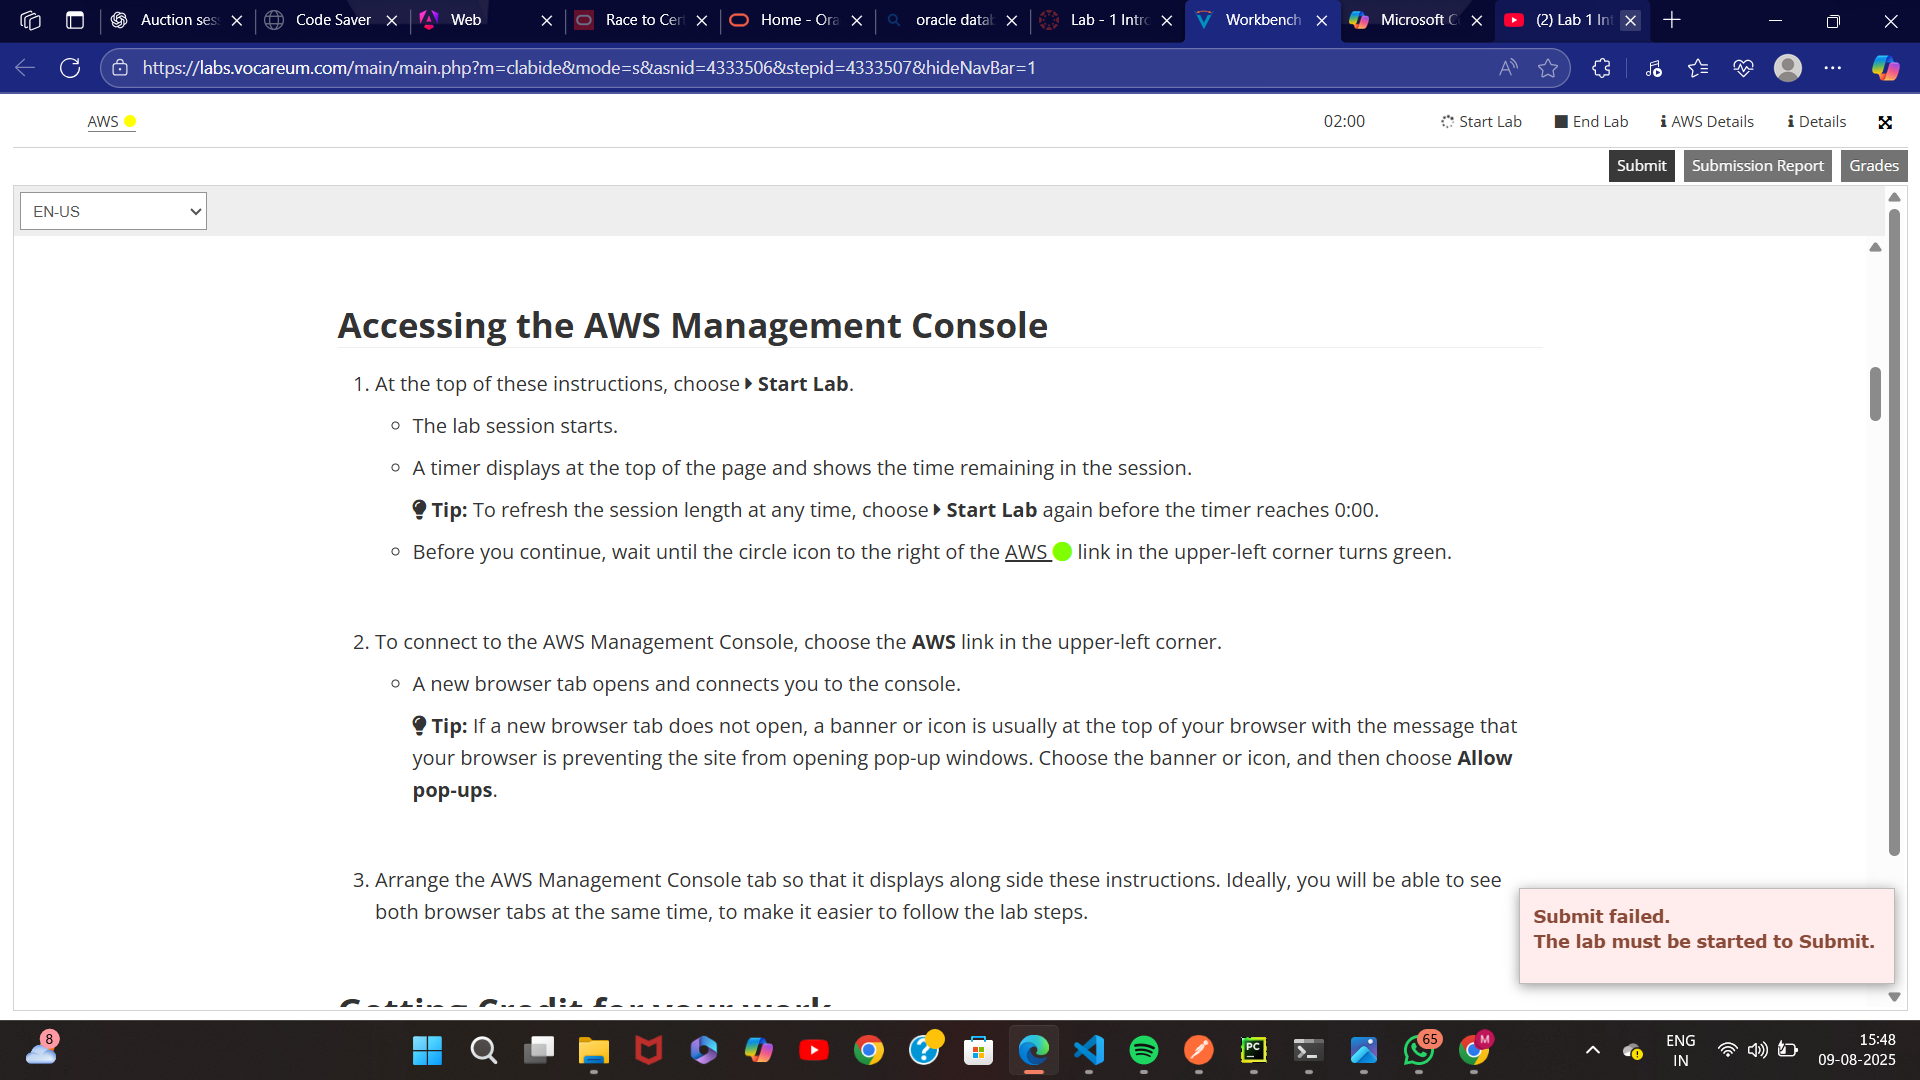 Auction ses
Code Saver
Web
Race to Cert
Home - Ora
oracle datab
Lab - 1 Intro
Workbench
Microsoft C
(2) Lab 1 Int
https://labs.vocareum.com/main/main.php?m=clabide&mode=s&asnid=4333506&stepid=4333507&hideNavBar=1
AWS
02:00
Start Lab
End Lab
AWS Details
Details
Submit
Submission Report
Grades
EN-US
Accessing the AWS Management Console
1. At the top of these instructions, choose Start Lab.
The lab session starts.
A timer displays at the top of the page and shows the time remaining in the session.
Tip: To refresh the session length at any time, choose Start Lab again before the timer reaches 0:00.
Before you continue, wait until the circle icon to the right of the AWS link in the upper-left corner turns green.
2. To connect to the AWS Management Console, choose the AWS link in the upper-left corner.
A new browser tab opens and connects you to the console.
Tip: If a new browser tab does not open, a banner or icon is usually at the top of your browser with the message that
your browser is preventing the site from opening pop-up windows. Choose the banner or icon, and then choose Allow
pop-ups.
3. Arrange the AWS Management Console tab so that it displays along side these instructions. Ideally, you will be able to see
both browser tabs at the same time, to make it easier to follow the lab steps.
Submit failed.
The lab must be started to Submit.
Getting Credit for your work
8
PC
65
M
ENG
IN
15:48
09-08-2025